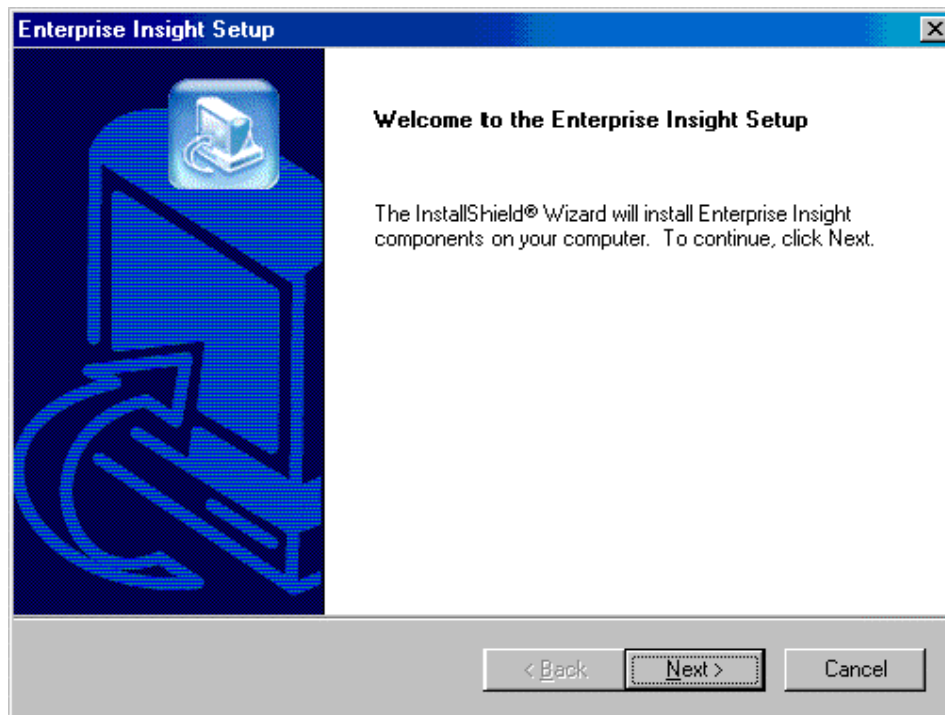 Enterprise Insight Setup
Welcome to the Enterprise Insight Setup
The InstallShield® Wizard will install Enterprise Insight
components on your computer. To continue, click Next.
< Back
Next >
Cancel